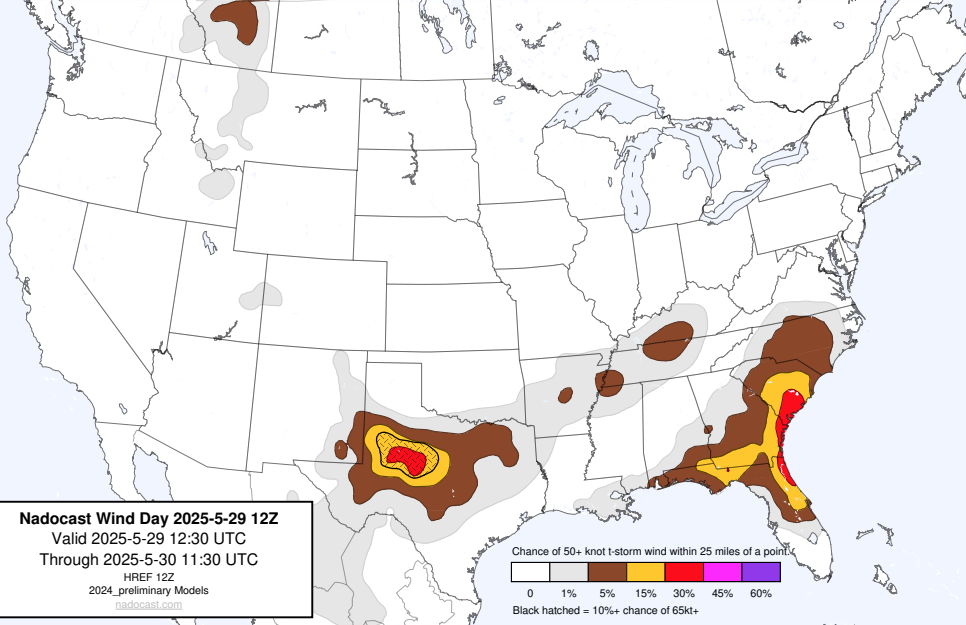 Nadocast Wind Day 2025-5-29 12Z
Valid 2025-5-29 12:30 UTC
Through 2025-5-30 11:30 UTC
HREF 12Z
2024_preliminary Models
nadocast.com
Chance of 50+ knot t-storm wind within 25 miles of a point.
0 1% 5% 15% 30% 45% 60%
Black hatched = 10%+ chance of 65kt+